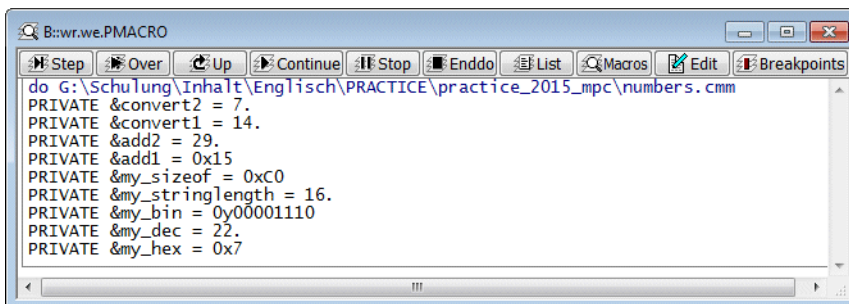 B::wr.we.PMACRO
Step Over Up Continue Stop Enddo List Macros Edit Breakpoints
do G:\Schulung\Inhalt\Englisch\PRACTICE\practice_2015_mpc\numbers.cmm
PRIVATE &convert2 = 7.
PRIVATE &convert1 = 14.
PRIVATE &add2 = 29.
PRIVATE &add1 = 0x15
PRIVATE &my_sizeof = 0xC0
PRIVATE &my_stringlength = 16.
PRIVATE &my_bin = 0y00001110
PRIVATE &my_dec = 22.
PRIVATE &my_hex = 0x7